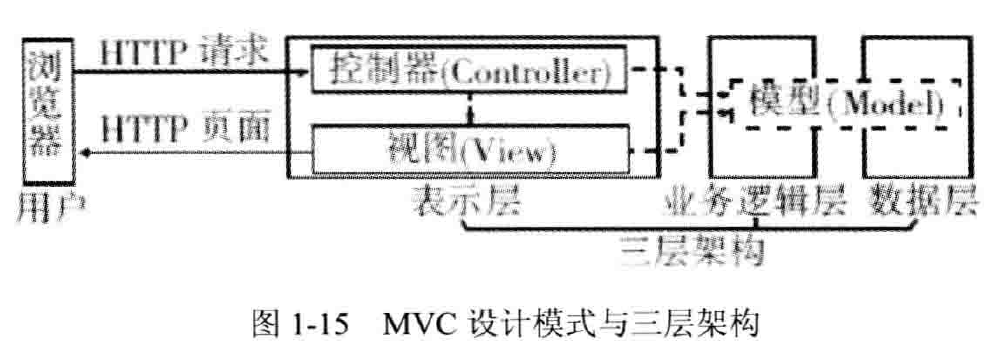 浏览器
HTTP 请求
控制器(Controller)
模型(Model)
HTTP 页面
视图(View)
用户
表示层
业务逻辑层
数据层
三层架构
图 1-15 MVC 设计模式与三层架构